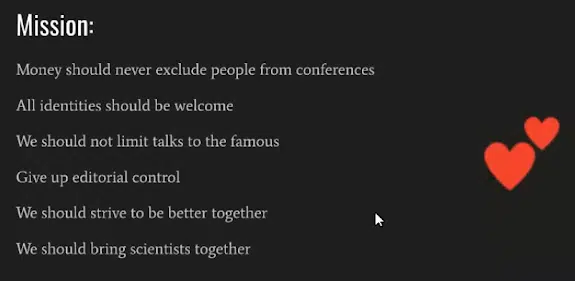 Mission:
Money should never exclude people from conferences
All identities should be welcome
We should not limit talks to the famous
Give up editorial control
We should strive to be better together
We should bring scientists together